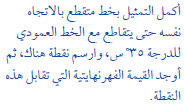 أكمل التمثيل بخط متقطع بالاتجاه
نفسه حتى يتقاطع مع الخط العمودي
للدرجة ٣٥° س، وارسم نقطة هناك، ثم
أوجد القيمة الفهرنهايتية التي تقابل هذه
النقطة.